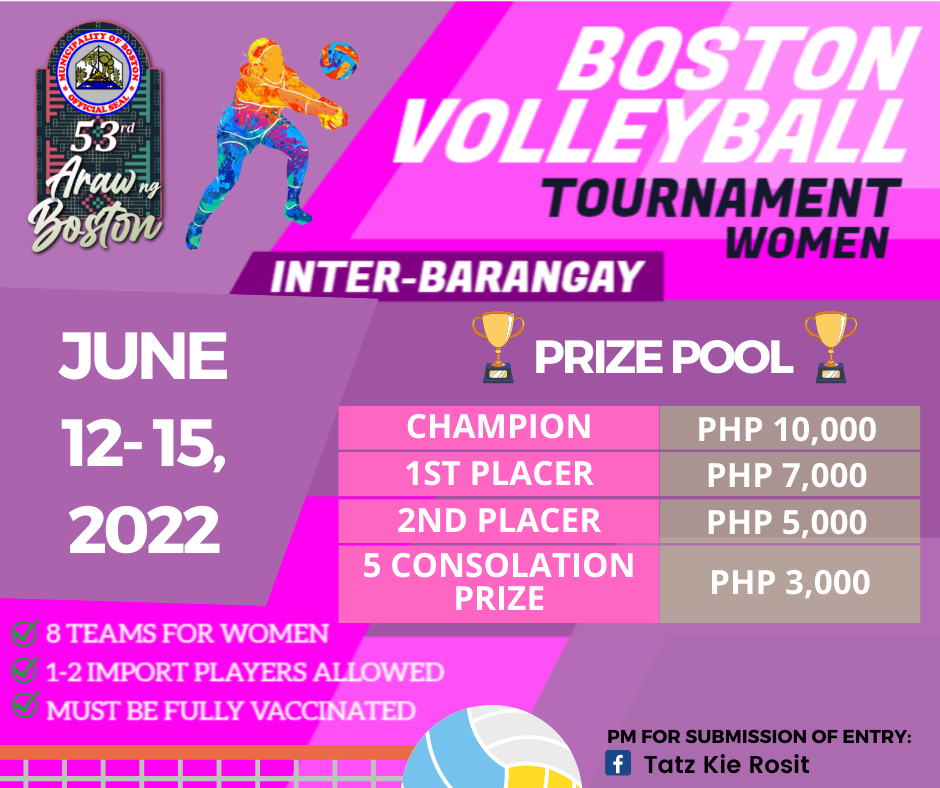 MUNICIPALITY OF BOSTON
OFFICIAL SEAL
53rd
Araw ng
Boston
BOSTON
VOLLEYBALL
TOURNAMENT
WOMEN
INTER-BARANGAY
JUNE
12- 15,
2022
PRIZE POOL
CHAMPION PHP 10,000
1ST PLACER PHP 7,000
2ND PLACER PHP 5,000
5 CONSOLATION
PRIZE PHP 3,000
8 TEAMS FOR WOMEN
1-2 IMPORT PLAYERS ALLOWED
MUST BE FULLY VACCINATED
PM FOR SUBMISSION OF ENTRY:
Tatz Kie Rosit